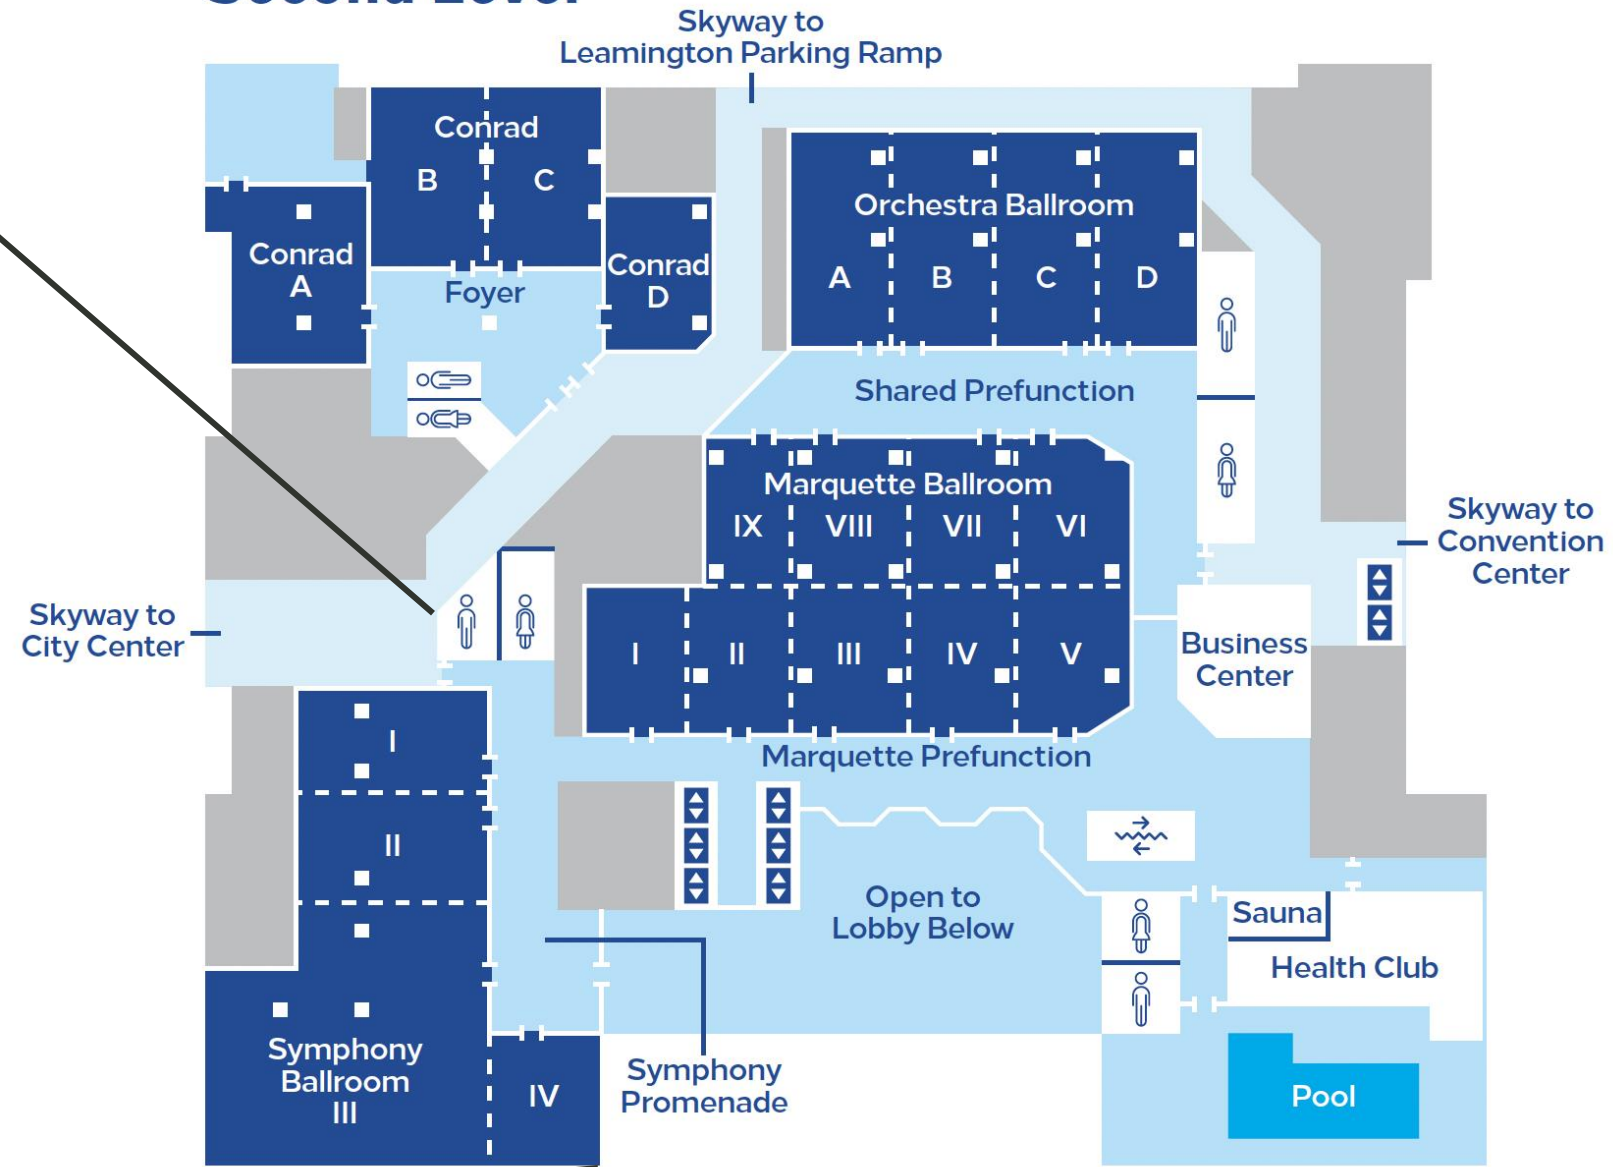 Second Level
Skyway to
Leamington Parking Ramp
Conrad
B
C
Conrad
A
Foyer
Conrad
D
Orchestra Ballroom
A
B
C
D
Shared Prefunction
Marquette Ballroom
IX
VIII
VII
VI
I
II
III
IV
V
Marquette Prefunction
Skyway to
Convention
Center
Business
Center
Skyway to
City Center
I
II
Symphony
Ballroom
III
IV
Symphony
Promenade
Open to
Lobby Below
Sauna
Health Club
Pool